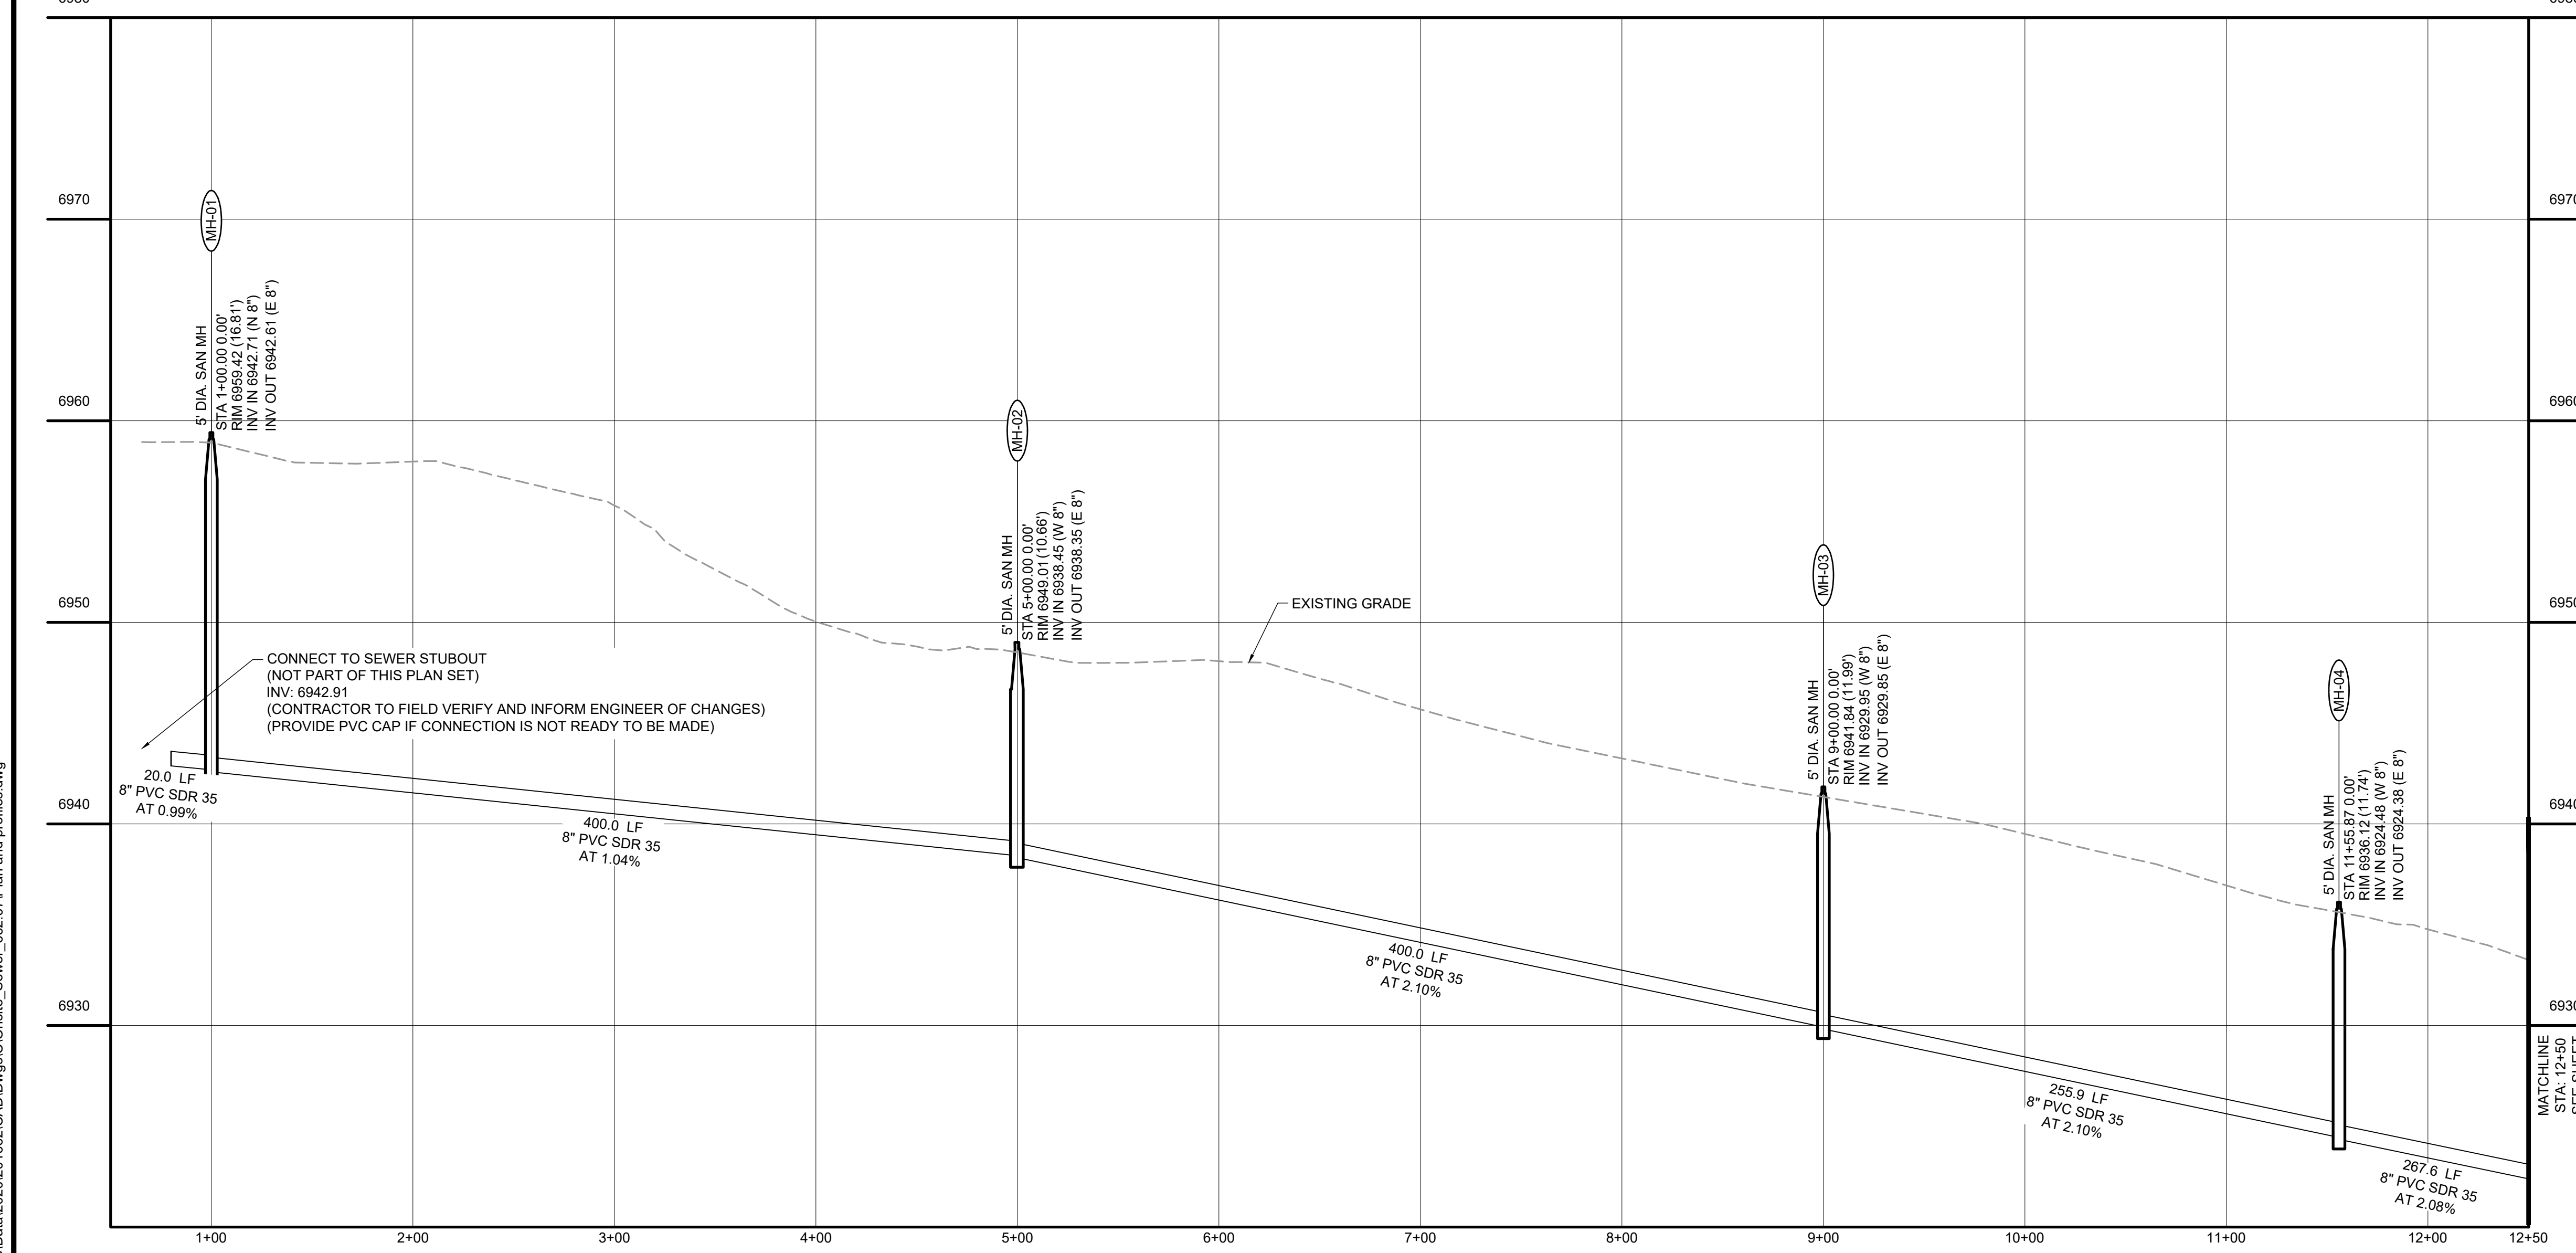 6970
6970
MH-01
5' DIA. SAN MH
STA 1+00.00 0.00'
RIM 6959.42 (16.81')
INV IN 6942.71 (N 8")
INV OUT 6942.61 (E 8")
6960
6960
MH-02
5' DIA. SAN MH
STA 5+00.00 0.00'
RIM 6949.01 (10.66')
INV IN 6938.45 (W 8")
INV OUT 6938.35 (E 8")
MH-03
5' DIA. SAN MH
STA 9+00.00 0.00'
RIM 6941.84 (11.99')
INV IN 6929.95 (W 8")
INV OUT 6929.85 (E 8")
MH-04
5' DIA. SAN MH
STA 11+55.87 0.00'
RIM 6936.12 (11.74')
INV IN 6924.48 (W 8")
INV OUT 6924.38 (E 8")
6950
6950
EXISTING GRADE
CONNECT TO SEWER STUBOUT
(NOT PART OF THIS PLAN SET)
INV: 6942.91
(CONTRACTOR TO FIELD VERIFY AND INFORM ENGINEER OF CHANGES)
(PROVIDE PVC CAP IF CONNECTION IS NOT READY TO BE MADE)
20.0 LF
8" PVC SDR 35
AT 0.99%
6940
6940
400.0 LF
8" PVC SDR 35
AT 1.04%
400.0 LF
8" PVC SDR 35
AT 2.10%
6930
6930
255.9 LF
8" PVC SDR 35
AT 2.10%
267.6 LF
8" PVC SDR 35
AT 2.08%
MATCHLINE
STA: 12+50
SEE SHEET
1+00 2+00 3+00 4+00 5+00 6+00 7+00 8+00 9+00 10+00 11+00 12+00 12+50